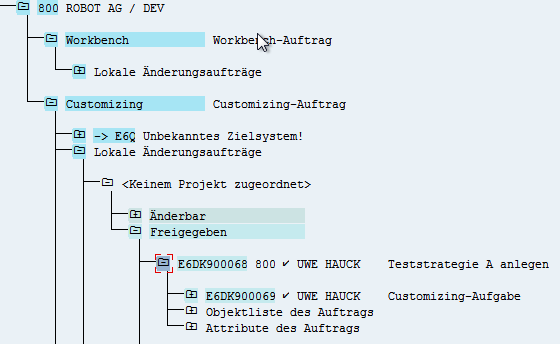 800 ROBOT AG / DEV
Workbench Workbench-Auftrag
Lokale Änderungsaufträge
Customizing Customizing-Auftrag
-> E6Q Unbekanntes Zielsystem!
Lokale Änderungsaufträge
<Keinem Projekt zugeordnet>
Änderbar
Freigegeben
E6DK900068 800 ✔ UWE HAUCK Teststrategie A anlegen
E6DK900069 ✔ UWE HAUCK Customizing-Aufgabe
Objektliste des Auftrags
Attribute des Auftrags